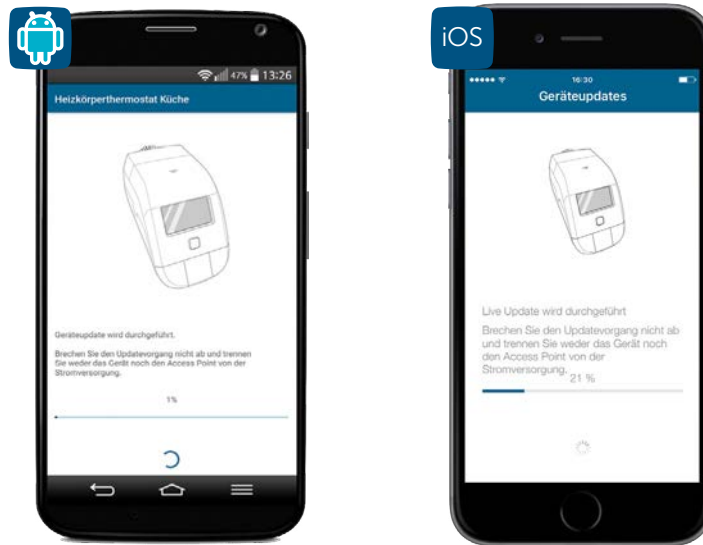 47% 13:26
Heizkörperthermostat Küche
Geräteupdate wird durchgeführt.
Brechen Sie den Updatevorgang nicht ab und trennen
Sie weder das Gerät noch den Access Point von der
Stromversorgung.
1%
iOS
16:30
Geräteupdates
Live Update wird durchgeführt
Brechen Sie den Updatevorgang nicht ab
und trennen Sie weder das Gerät noch
den Access Point von der
Stromversorgung.
21 %